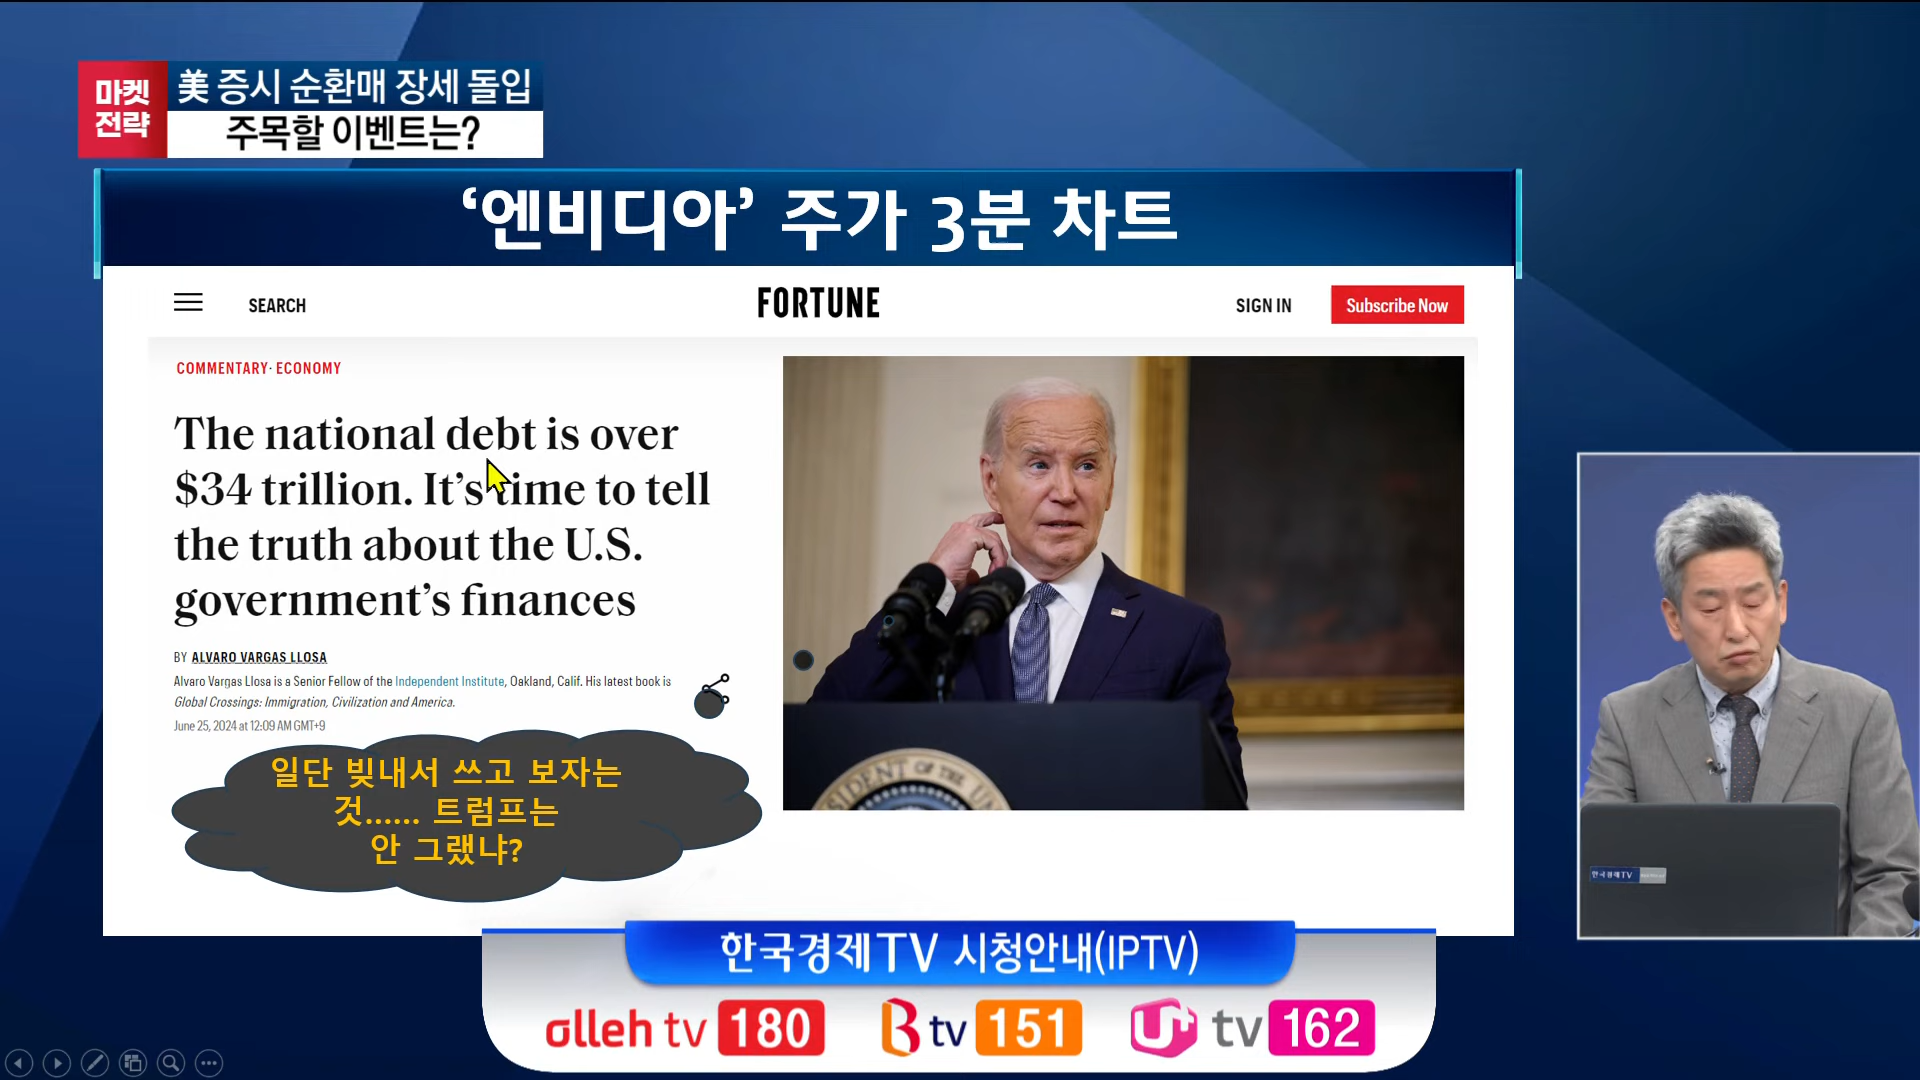 마켓
전략
美 증시 순환매 장세 돌입
주목할 이벤트는?
‘엔비디아’ 주가 3분 차트
SEARCH
FORTUNE
SIGN IN
Subscribe Now
COMMENTARY· ECONOMY
The national debt is over
$34 trillion. It’s time to tell
the truth about the U.S.
government’s finances
BY ALVARO VARGAS LLOSA
Alvaro Vargas Llosa is a Senior Fellow of the Independent Institute, Oakland, Calif. His latest book is
Global Crossings: Immigration, Civilization and America.
June 25, 2024 at 12:09 AM GMT+9
일단 빚내서 쓰고 보자는
것...... 트럼프는
안 그랬냐?
한국경제TV
한국경제TV 시청안내(IPTV)
olleh tv 180
B tv 151
U+ tv 162